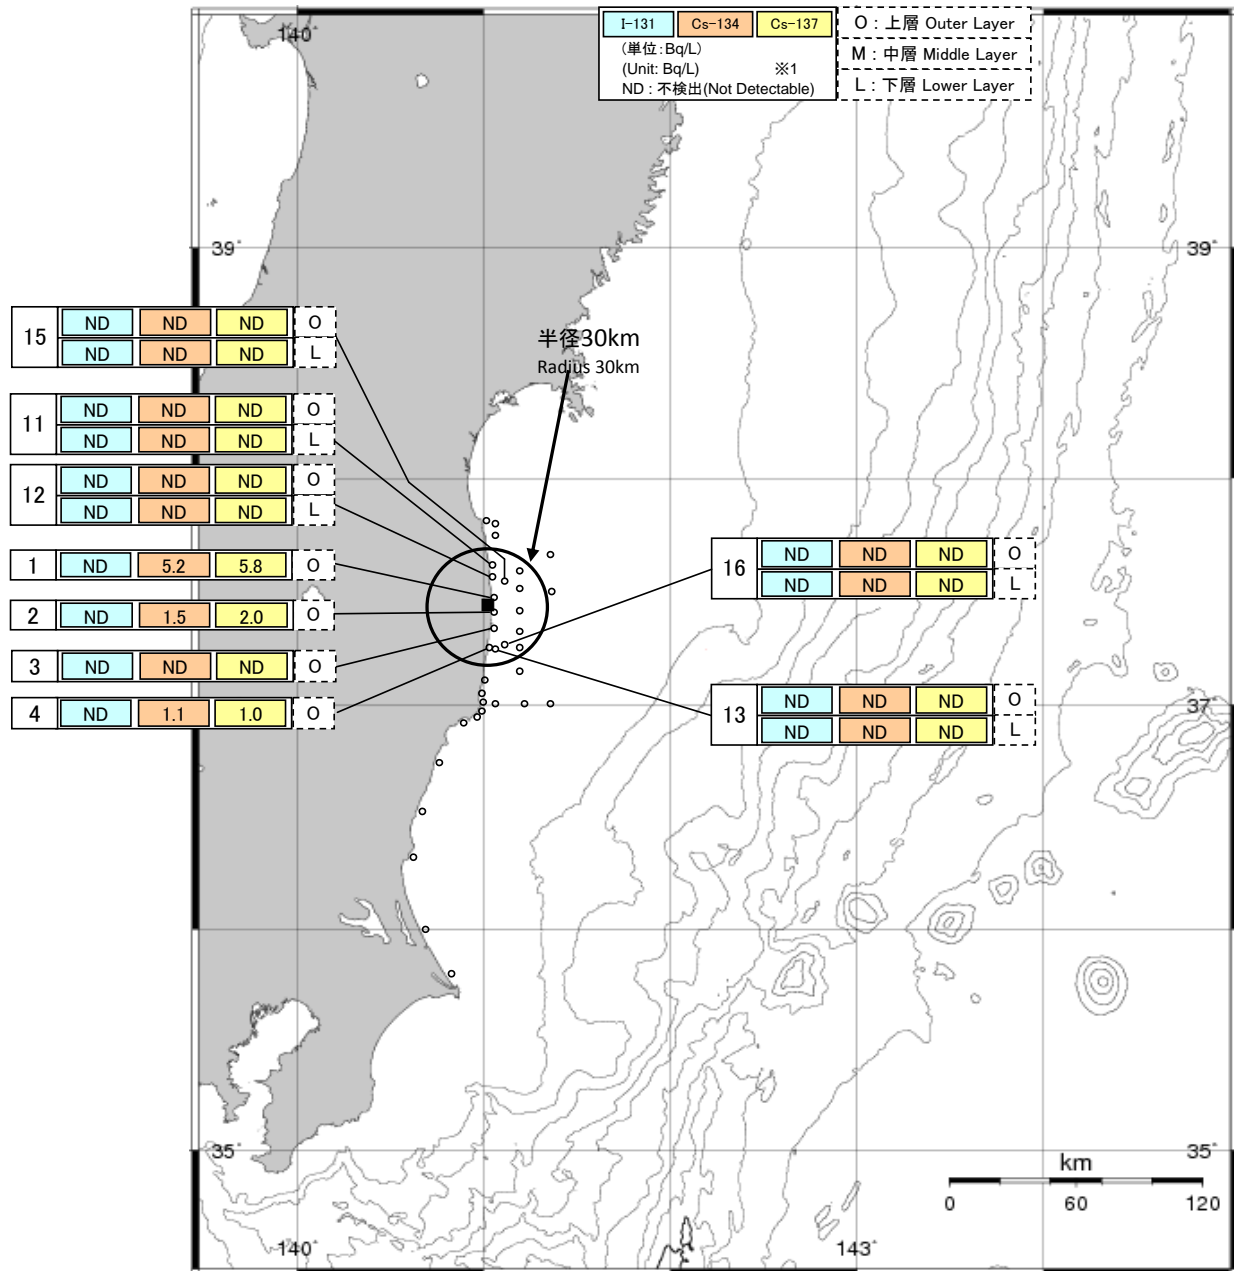 140°
I-131 Cs-134 Cs-137
(単位:Bq/L)
(Unit: Bq/L) ※1
ND : 不検出(Not Detectable)
O : 上層 Outer Layer
M : 中層 Middle Layer
L : 下層 Lower Layer
39° 39°
半径30km
Radius 30km
15 ND ND ND O
ND ND ND L
11 ND ND ND O
ND ND ND L
12 ND ND ND O
ND ND ND L
1 ND 5.2 5.8 O
2 ND 1.5 2.0 O
3 ND ND ND O
4 ND 1.1 1.0 O
16 ND ND ND O
ND ND ND L
13 ND ND ND O
ND ND ND L
37°
35° 35°
km
0 60 120
140° 143°